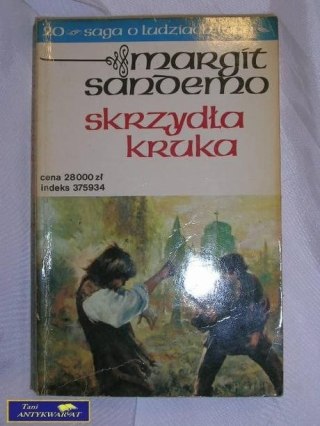 20 saga o ludziach
margit
sandemo
skrzydła
kruka
cena 28000 zł
indeks 375934
Tani
ANTYKWARIAT